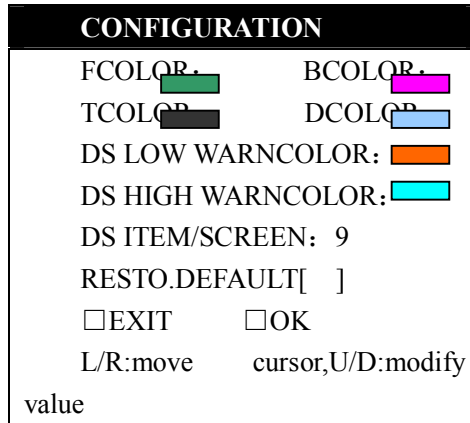 CONFIGURATION
FCOLOR： BCOLOR：
TCOLOR DCOLOR
DS LOW WARNCOLOR：
DS HIGH WARNCOLOR：
DS ITEM/SCREEN：9
RESTO.DEFAULT[ ]
□EXIT □OK
L/R:move cursor,U/D:modify
value